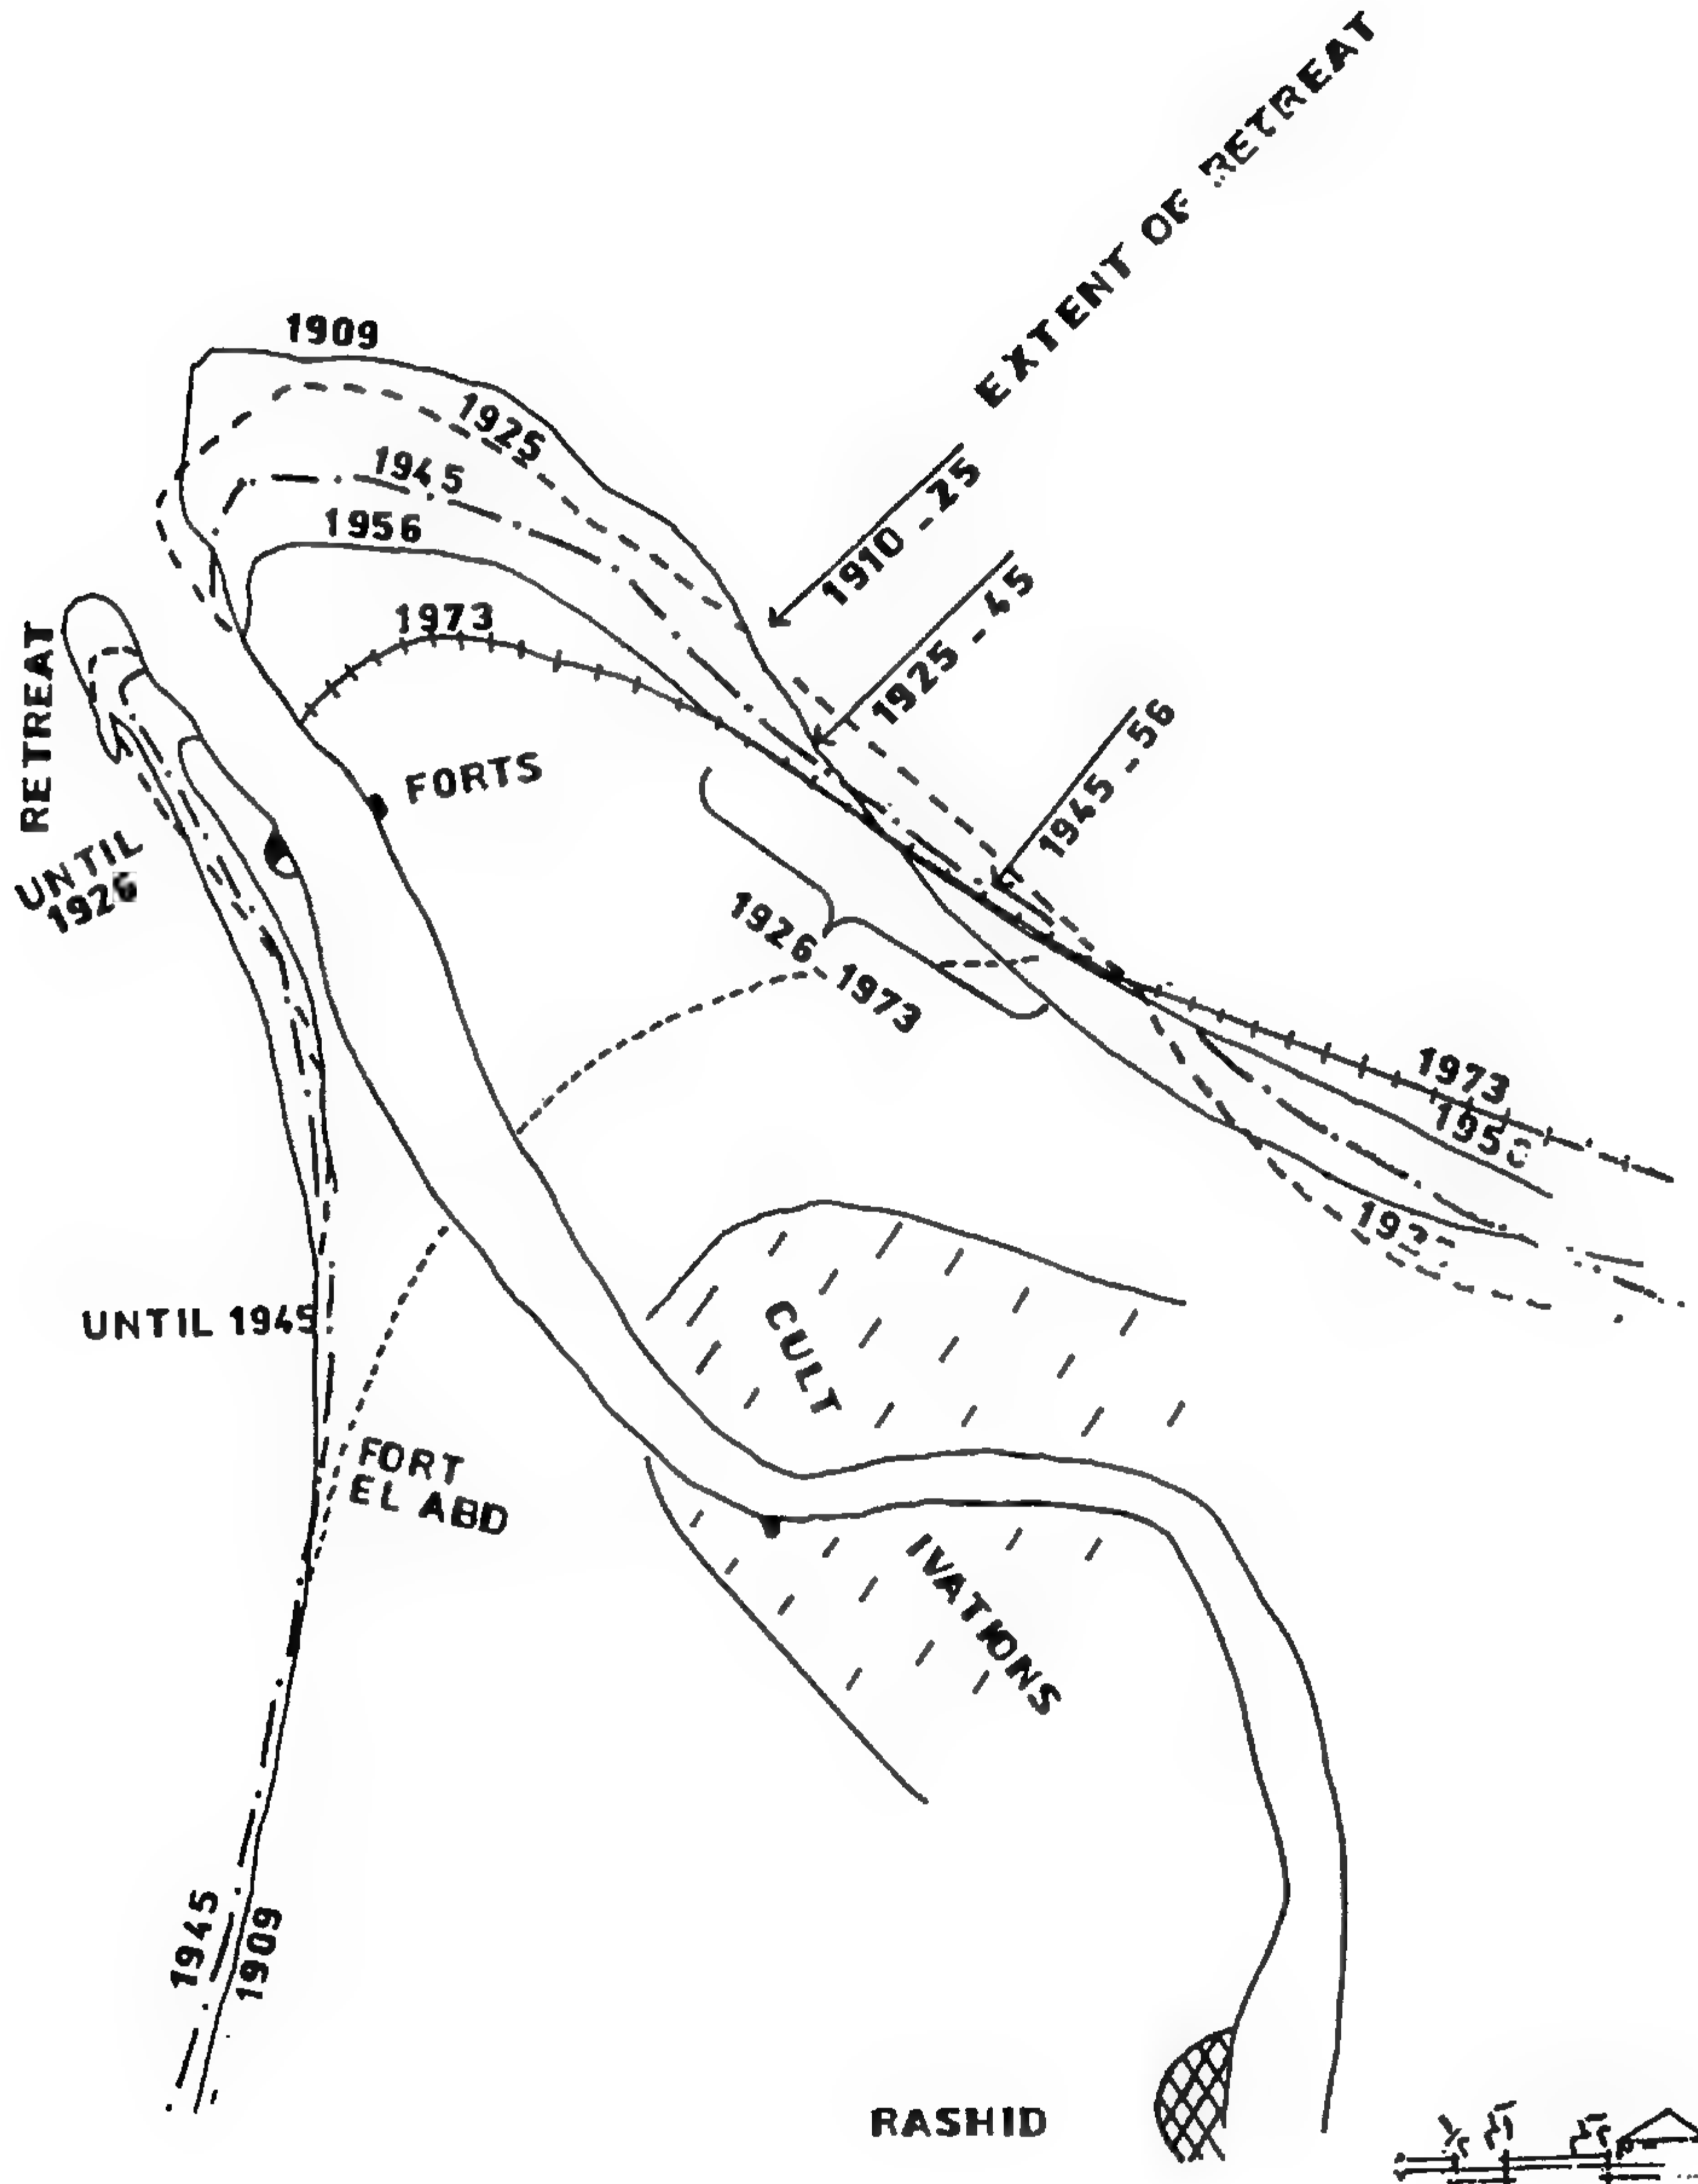 EXTENT OF RETREAT
1909
1925
1945
1956
1973
1910 - 25
1925 - 45
1945 - 56
RETREAT
UNTIL
FORTS
1926 - 1973
1973
UNTIL 1945
CULT
IVATIONS
FORT
EL ABD
1945
1909
RASHID